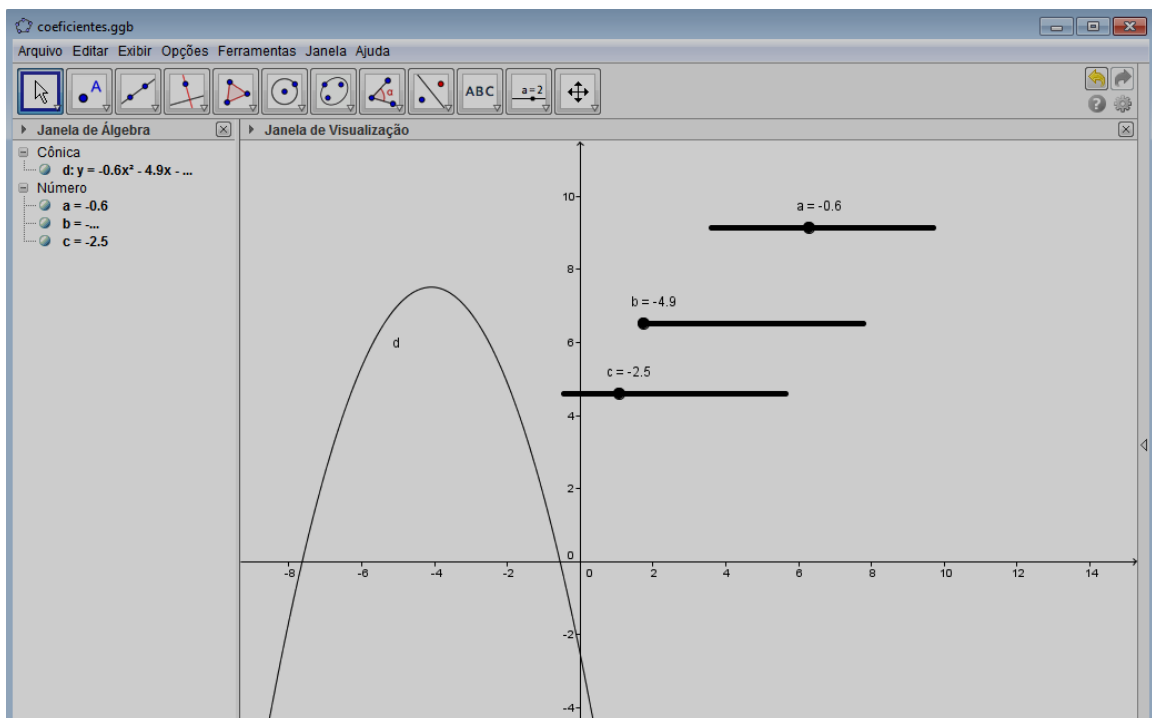 coeficientes.ggb
Arquivo Editar Exibir Opções Ferramentas Janela Ajuda
A
α
ABC
a=2
Janela de Álgebra
Janela de Visualização
Cônica
d: y = -0.6x² - 4.9x - ...
Número
a = -0.6
b = -...
c = -2.5
10
a = -0.6
8
b = -4.9
6
d
c = -2.5
4
2
0
-8 -6 -4 -2 0 2 4 6 8 10 12 14
-2
-4